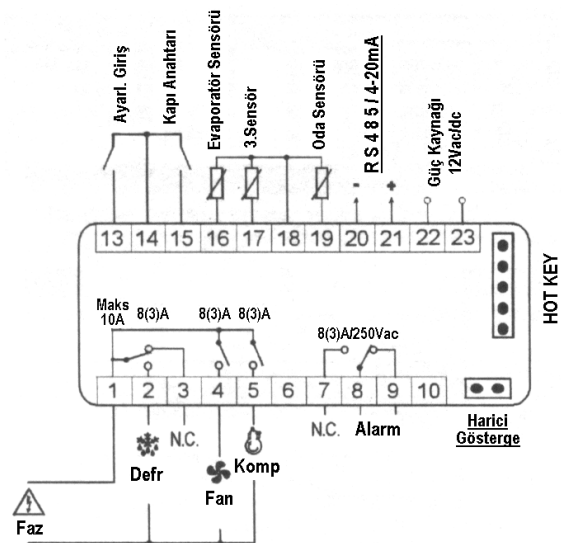 Ayarl. Giriş
Kapı Anahtarı
Evaporatör Sensörü
3.Sensör
Oda Sensörü
RS485/4-20mA
Güç Kaynağı
12Vac/dc
- +
13 14 15 16 17 18 19 20 21 22 23
HOT KEY
Maks
10A
8(3)A
8(3)A
8(3)A
8(3)A/250Vac
1 2 3 4 5 6 7 8 9 10
N.C.
N.C.
Alarm
Harici
Gösterge
Defr
Komp
Fan
Faz